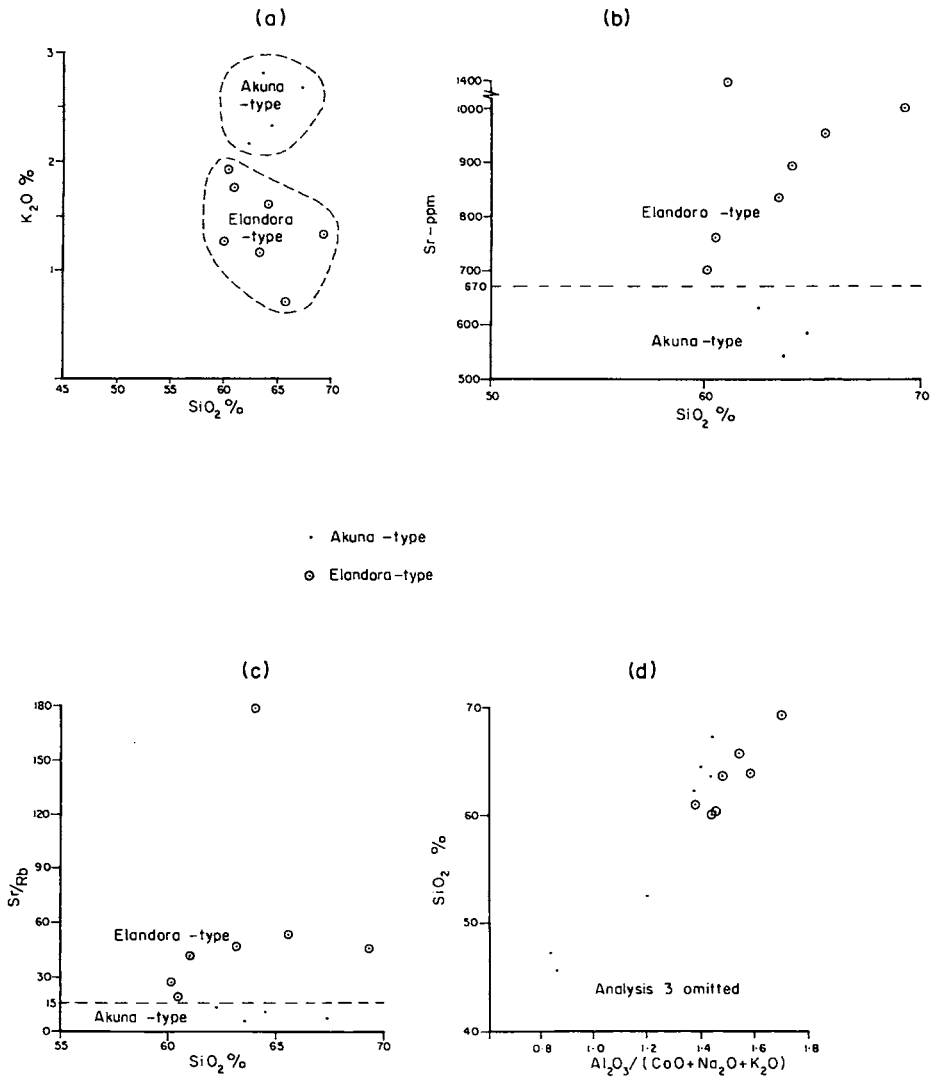 (a)
3
2
1
K2O %
Akuna
-type
Elandora
-type
45 50 55 60 65 70
SiO2 %
(b)
1400
1000
900
800
700
670
600
500
Sr-ppm
Elandora -type
Akuna -type
50 60 70
SiO2 %
Akuna -type
Elandora-type
(c)
180
150
120
90
60
30
15
0
Sr/Rb
Elandora -type
Akuna -type
55 60 65 70
SiO2 %
(d)
70
60
50
40
SiO2 %
Analysis 3 omitted
0·8 1·0 1·2 1·4 1·6 1·8
Al2O3/(CoO+Na2O+K2O)